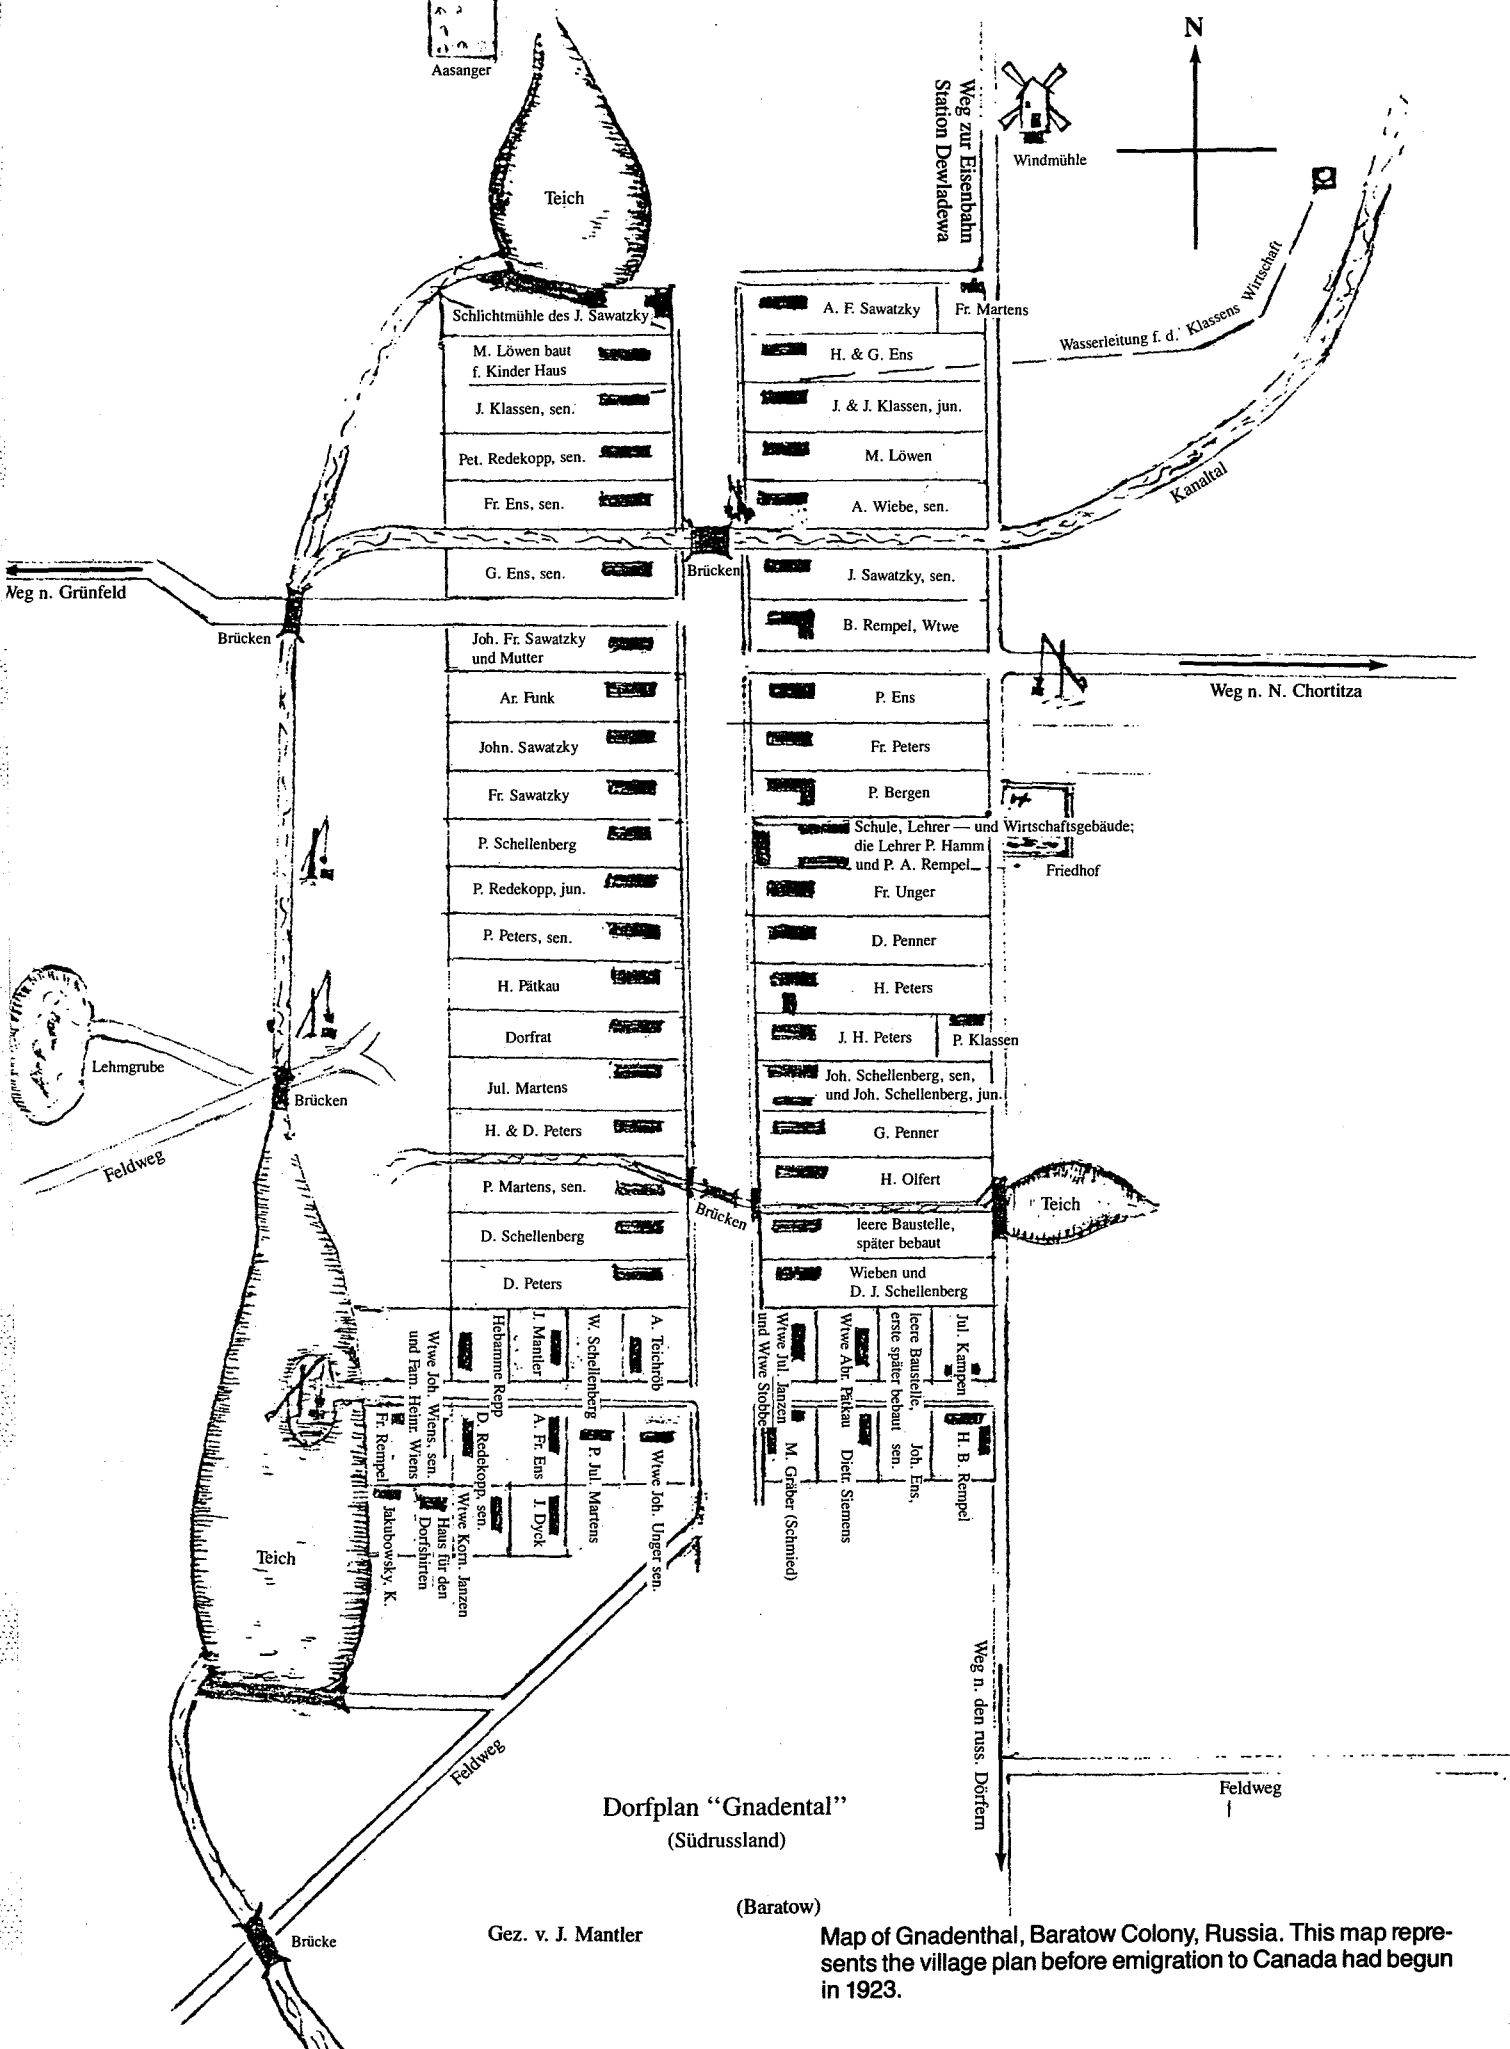 Aasanger
N
Weg zur Eisenbahn
Station Dewladewa
Windmühle
Teich
Wasserleitung f. d. Klassens Wirtschaft
Kanaltal
Schlichtmühle des J. Sawatzky
M. Löwen baut
f. Kinder Haus
J. Klassen, sen.
Pet. Redekopp, sen.
Fr. Ens, sen.
G. Ens, sen.
Joh. Fr. Sawatzky
und Mutter
Ar. Funk
John. Sawatzky
Fr. Sawatzky
P. Schellenberg
P. Redekopp, jun.
P. Peters, sen.
H. Pätkau
Dorfrat
Jul. Martens
H. & D. Peters
P. Martens, sen.
D. Schellenberg
D. Peters
A. F. Sawatzky
Fr. Martens
H. & G. Ens
J. & J. Klassen, jun.
M. Löwen
A. Wiebe, sen.
Brücken
J. Sawatzky, sen.
B. Rempel, Wtwe
P. Ens
Fr. Peters
P. Bergen
Schule, Lehrer — und Wirtschaftsgebäude;
die Lehrer P. Hamm
und P. A. Rempel
Fr. Unger
D. Penner
H. Peters
J. H. Peters
P. Klassen
Joh. Schellenberg, sen,
und Joh. Schellenberg, jun.
G. Penner
H. Olfert
leere Baustelle,
später bebaut
Wieben und
D. J. Schellenberg
Weg n. Grünfeld
Brücken
Weg n. N. Chortitza
Friedhof
Lehmgrube
Brücken
Feldweg
Brücken
Teich
Wtwe Joh. Wiens, sen.
und Fam. Heinr. Wiens
Hebamme Repp
J. Mantler
W. Schellenberg
A. Teichröb
Wtwe Jul. Janzen
und Wtwe Stobbe
Wtwe Abr. Pätkau
leere Baustelle,
erste später bebaut
Jul. Kampen
Fr. Rempel
D. Redekopp, sen.
A. Fr. Ens
P. Jul. Martens
Wtwe Joh. Unger sen.
M. Gräber (Schmied)
Dietr. Siemens
Joh. Ens,
sen.
H. B. Rempel
Jakubowsky, K.
Haus für den
Dorfshirten
Wtwe Korn. Janzen
J. Dyck
Teich
Weg n. den russ. Dörfern
Feldweg
Feldweg
Dorfplan “Gnadental”
(Südrussland)
(Baratow)
Gez. v. J. Mantler
Brücke
Map of Gnadenthal, Baratow Colony, Russia. This map repre-
sents the village plan before emigration to Canada had begun
in 1923.